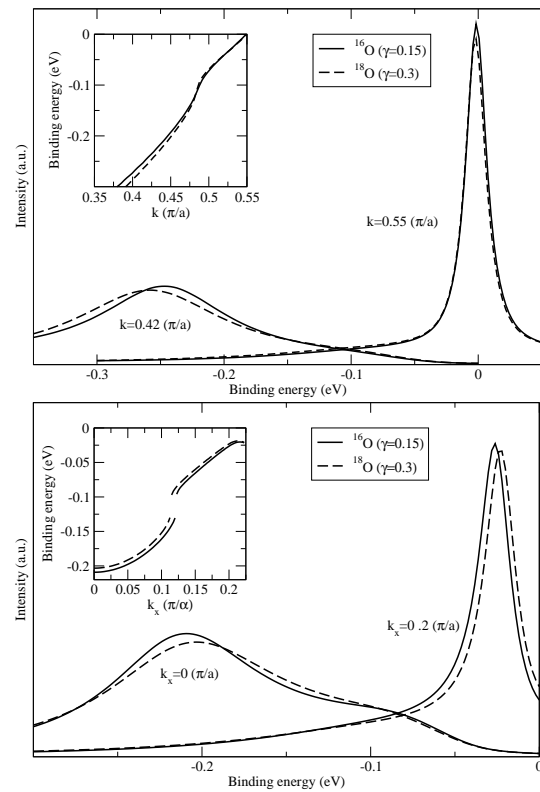 ¹⁶O (γ=0.15)
¹⁸O (γ=0.3)
0
-0.1
-0.2
Binding energy (eV)
0.35
0.4
0.45
0.5
0.55
k (π/a)
k=0.55 (π/a)
k=0.42 (π/a)
Intensity (a.u.)
-0.3
-0.2
-0.1
0
Binding energy (eV)
¹⁶O (γ=0.15)
¹⁸O (γ=0.3)
0
-0.05
-0.1
-0.15
-0.2
Binding energy (eV)
0
0.05
0.1
0.15
0.2
k_x (π/α)
k_x=0 .2 (π/a)
k_x=0 (π/a)
Intensity (a.u.)
-0.2
-0.1
0
Binding energy (eV)